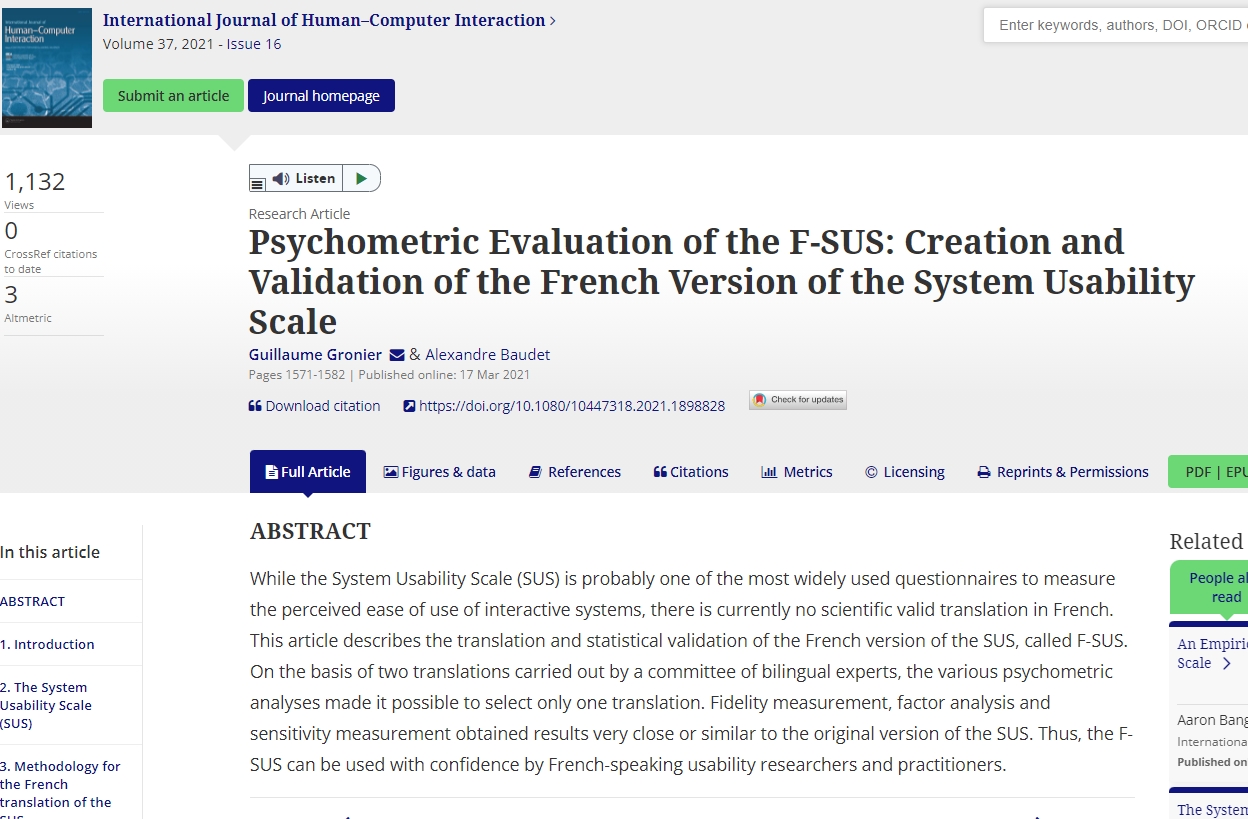 International Journal of
Human–Computer
Interaction
International Journal of Human–Computer Interaction
Volume 37, 2021 - Issue 16
Enter keywords, authors, DOI, ORCID
Submit an article
Journal homepage
1,132
Views
0
CrossRef citations
to date
3
Altmetric
Listen
Research Article
Psychometric Evaluation of the F-SUS: Creation and
Validation of the French Version of the System Usability
Scale
Guillaume Gronier & Alexandre Baudet
Pages 1571-1582 | Published online: 17 Mar 2021
Download citation https://doi.org/10.1080/10447318.2021.1898828 Check for updates
Full Article Figures & data References Citations Metrics © Licensing Reprints & Permissions PDF | EPU
In this article
ABSTRACT
1. Introduction
2. The System
Usability Scale
(SUS)
3. Methodology for
the French
translation of the
SUS
ABSTRACT
While the System Usability Scale (SUS) is probably one of the most widely used questionnaires to measure
the perceived ease of use of interactive systems, there is currently no scientific valid translation in French.
This article describes the translation and statistical validation of the French version of the SUS, called F-SUS.
On the basis of two translations carried out by a committee of bilingual experts, the various psychometric
analyses made it possible to select only one translation. Fidelity measurement, factor analysis and
sensitivity measurement obtained results very close or similar to the original version of the SUS. Thus, the F-
SUS can be used with confidence by French-speaking usability researchers and practitioners.
Related
People al
read
An Empiric
Scale
Aaron Bang
Internationa
Published on
The System